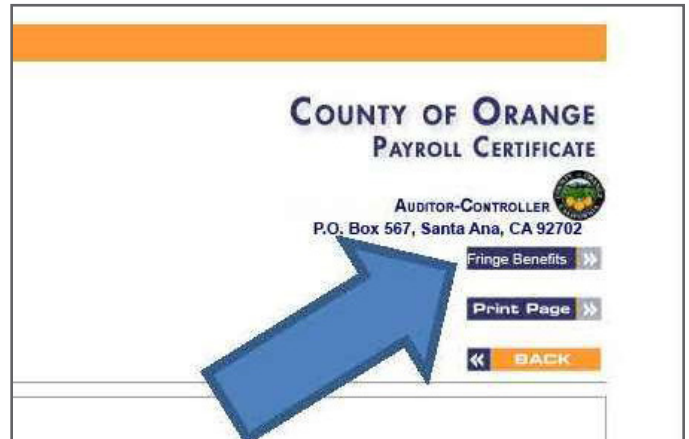 COUNTY OF ORANGE
PAYROLL CERTIFICATE
AUDITOR-CONTROLLER
P.O. Box 567, Santa Ana, CA 92702
Fringe Benefits
Print Page
BACK